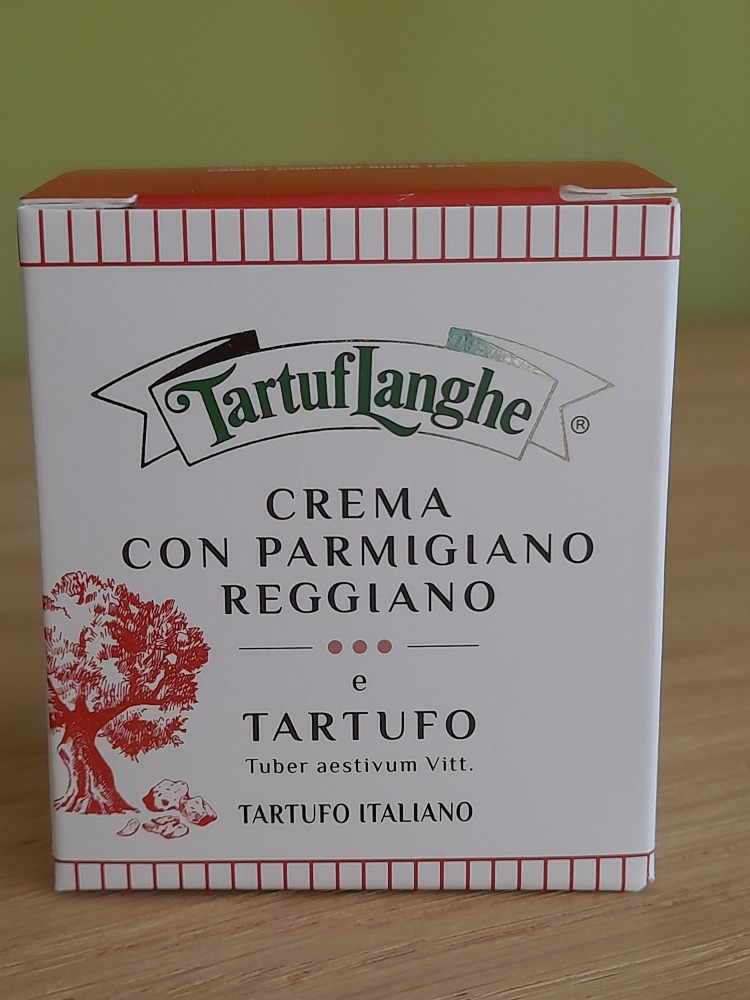 TartufLanghe ®
CREMA
CON PARMIGIANO
REGGIANO
e
TARTUFO
Tuber aestivum Vitt.
TARTUFO ITALIANO